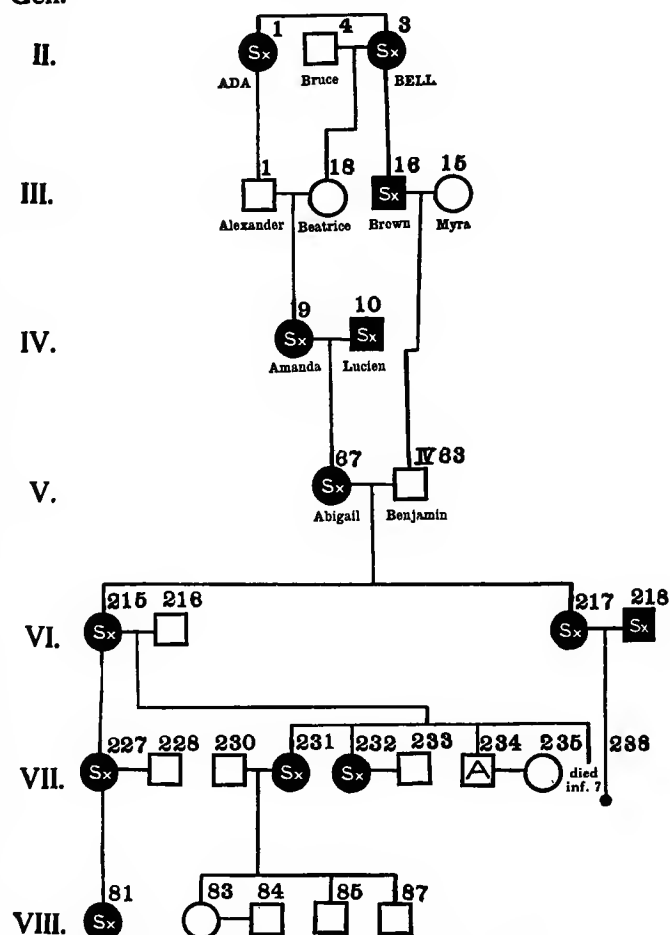 Gen.
II.
1 4 3
Sx Sx
ADA Bruce BELL
III.
1 18 16 15
Sx
Alexander Beatrice Brown Myra
IV.
9 10
Sx Sx
Amanda Lucien
V.
67 IV 63
Sx
Abigail Benjamin
VI.
215 216 217 218
Sx Sx Sx
VII.
227 228 230 231 232 233 234 235 238
Sx Sx Sx A died
inf. ?
VIII.
81 83 84 85 87
Sx